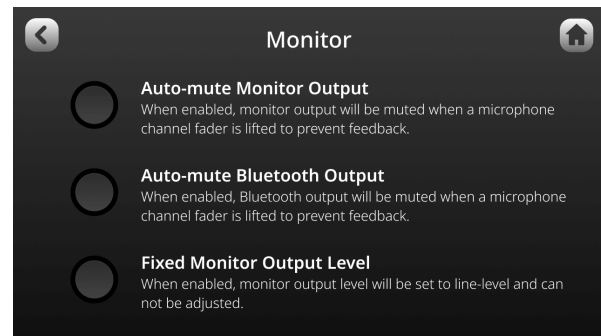 Monitor
Auto-mute Monitor Output
When enabled, monitor output will be muted when a microphone
channel fader is lifted to prevent feedback.
Auto-mute Bluetooth Output
When enabled, Bluetooth output will be muted when a microphone
channel fader is lifted to prevent feedback.
Fixed Monitor Output Level
When enabled, monitor output level will be set to line-level and can
not be adjusted.